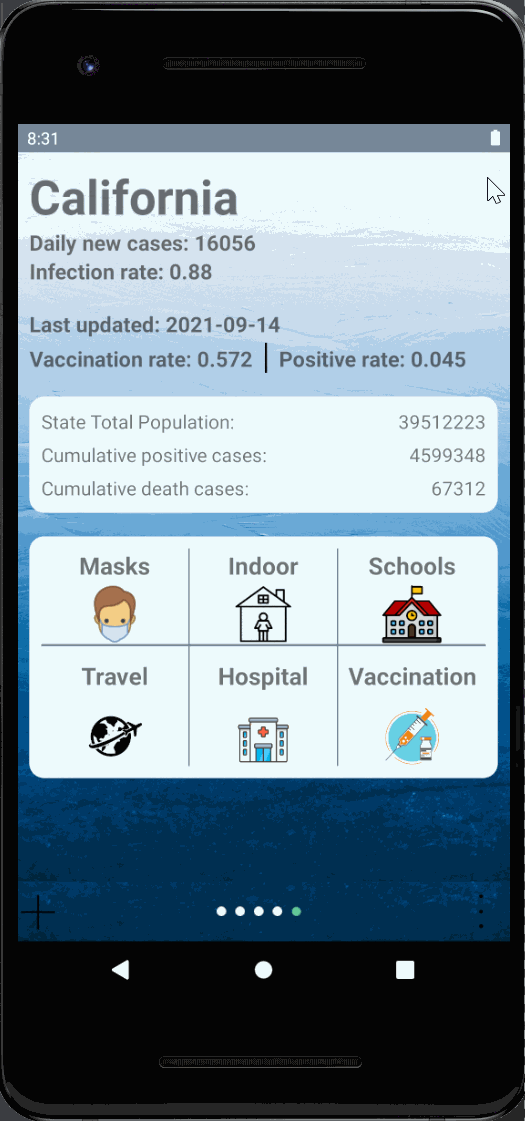 8:31
California
Daily new cases: 16056
Infection rate: 0.88
Last updated: 2021-09-14
Vaccination rate: 0.572 Positive rate: 0.045
State Total Population: 39512223
Cumulative positive cases: 4599348
Cumulative death cases: 67312
Masks Indoor Schools
Travel Hospital Vaccination